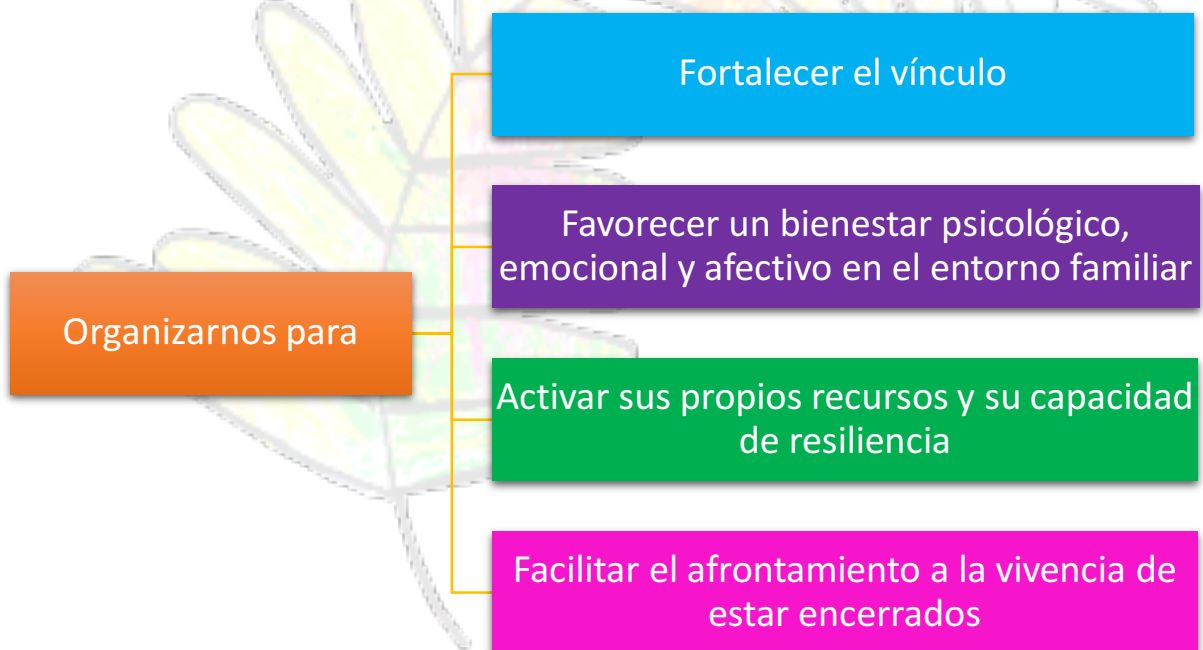 Organizarnos para
Fortalecer el vínculo
Favorecer un bienestar psicológico,
emocional y afectivo en el entorno familiar
Activar sus propios recursos y su capacidad
de resiliencia
Facilitar el afrontamiento a la vivencia de
estar encerrados